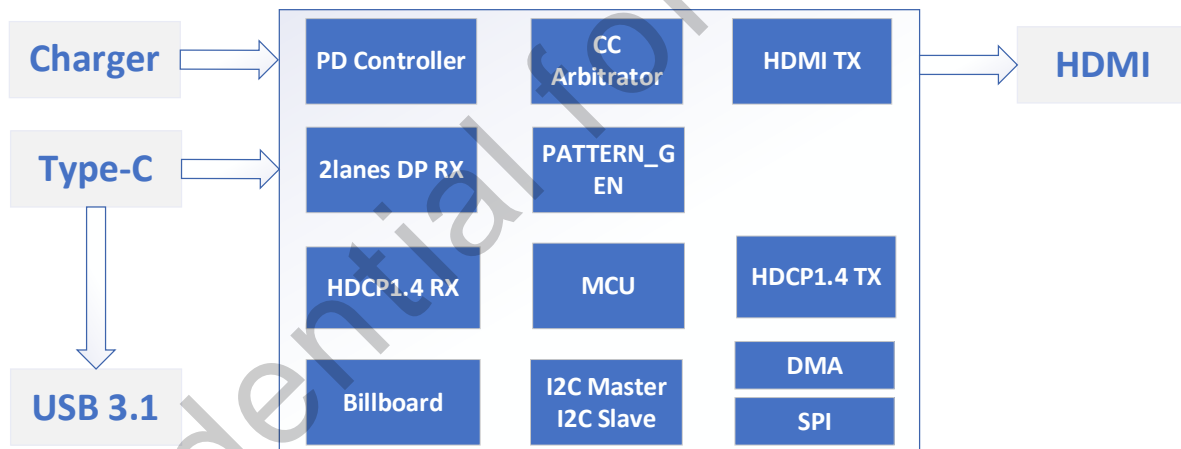 Charger
PD Controller
CC
Arbitrator
HDMI TX
HDMI
Type-C
2lanes DP RX
PATTERN_G
EN
HDCP1.4 RX
MCU
HDCP1.4 TX
USB 3.1
Billboard
I2C Master
I2C Slave
DMA
SPI